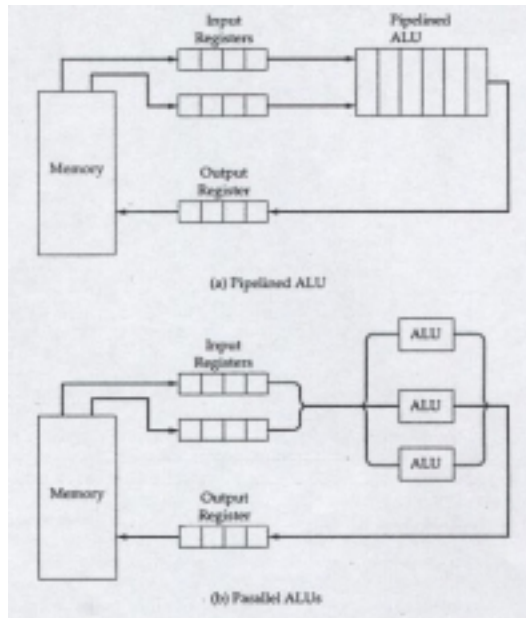 Input
Registers
Pipelined
ALU
Memory
Output
Register
(a) Pipelined ALU
Input
Registers
ALU
ALU
ALU
Memory
Output
Register
(b) Parallel ALUs